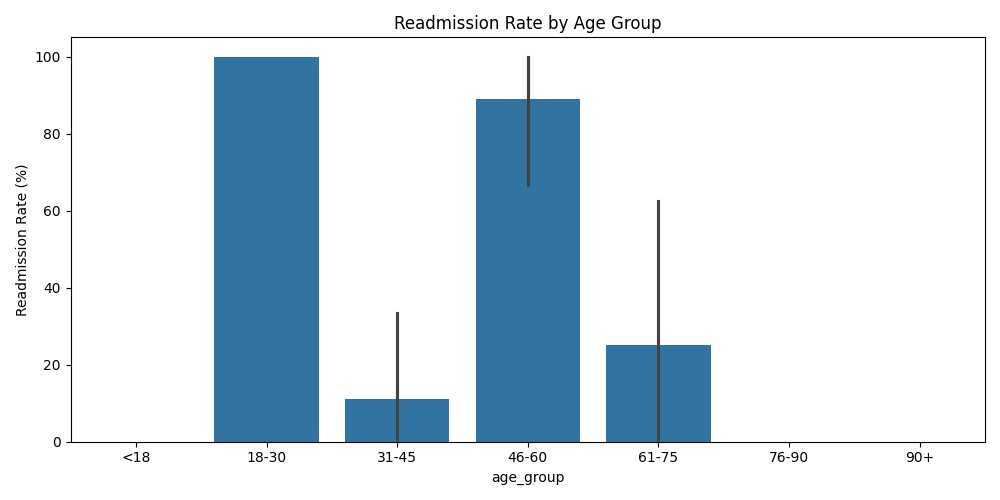 Readmission Rate by Age Group
Readmission Rate (%)
100
80
60
40
20
0
<18 18-30 31-45 46-60 61-75 76-90 90+
age_group